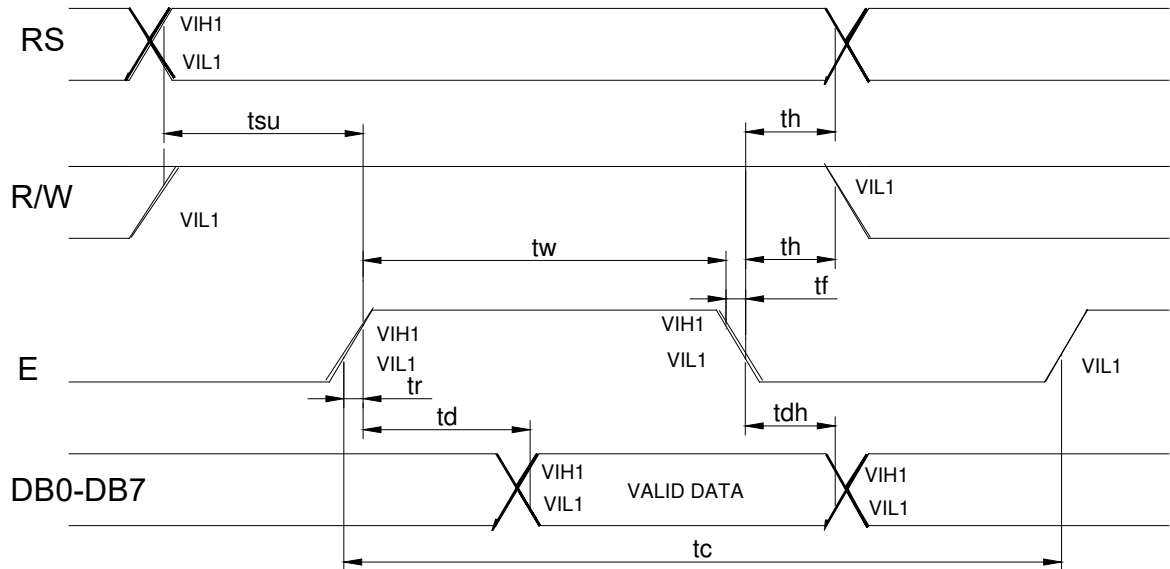 RS
VIH1
VIL1
tsu
th
R/W
VIL1
VIL1
tw
th
tf
E
VIH1
VIL1
VIH1
VIL1
VIL1
tr
td
tdh
DB0-DB7
VIH1
VIL1
VALID DATA
VIH1
VIL1
tc